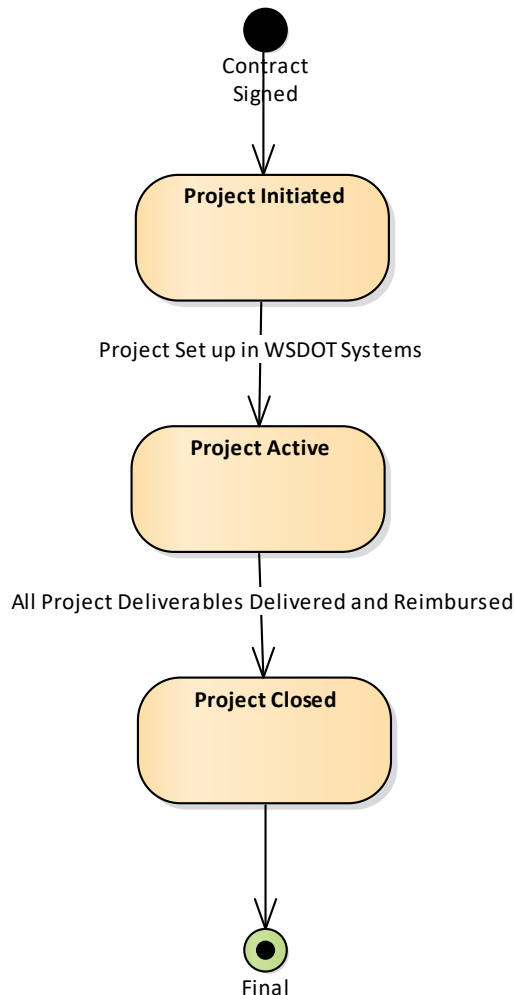 Contract
Signed
Project Initiated
Project Set up in WSDOT Systems
Project Active
All Project Deliverables Delivered and Reimbursed
Project Closed
Final